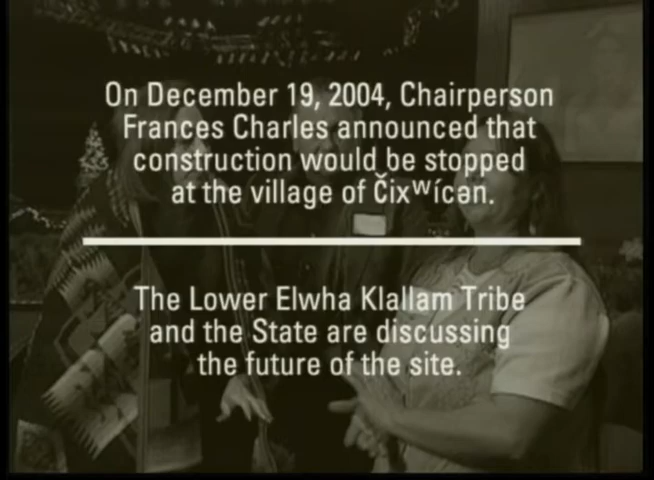 On December 19, 2004, Chairperson
Frances Charles announced that
construction would be stopped
at the village of Čixʷícən.
The Lower Elwha Klallam Tribe
and the State are discussing
the future of the site.